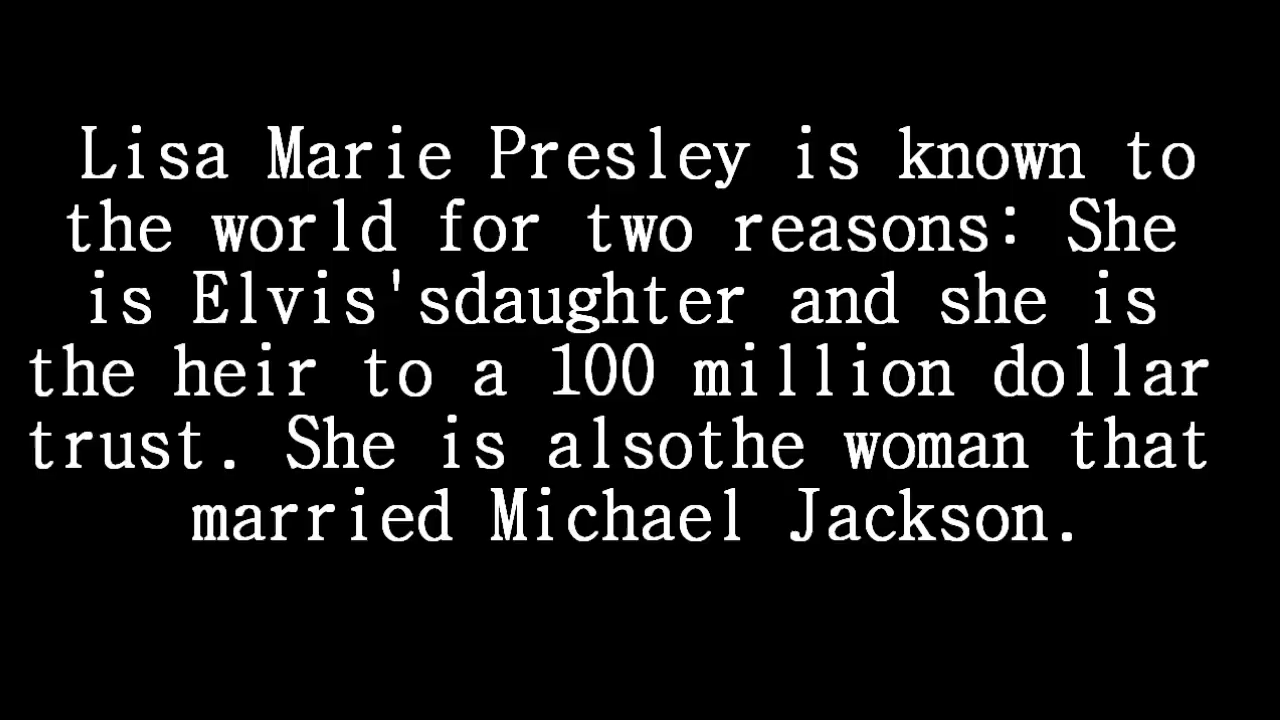 Lisa Marie Presley is known to
the world for two reasons: She
is Elvis'sdaughter and she is
the heir to a 100 million dollar
trust. She is alsothe woman that
married Michael Jackson.